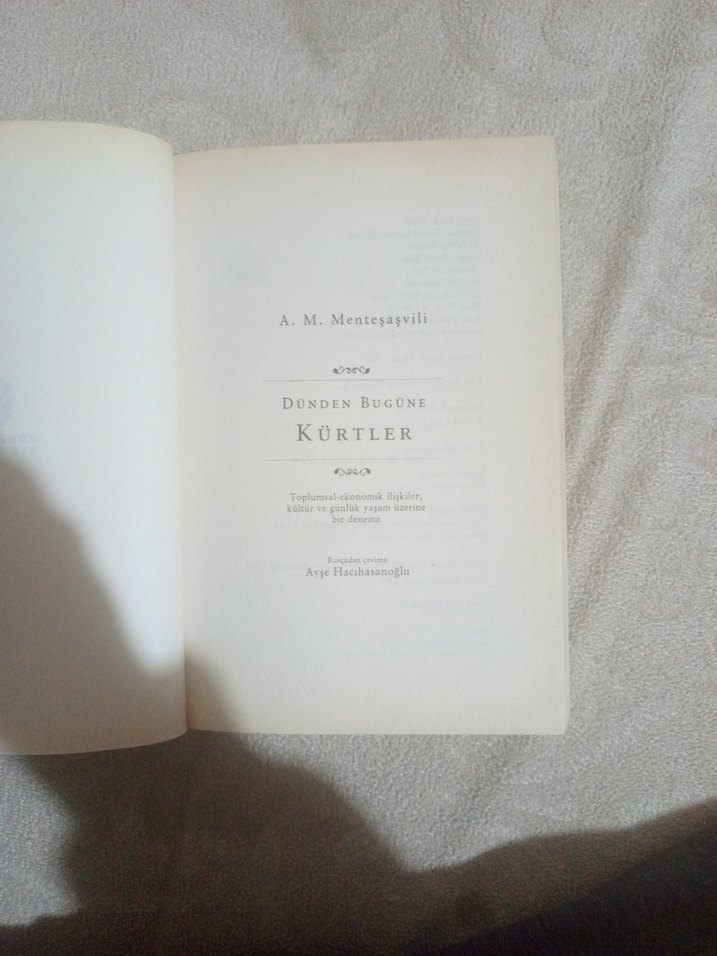 A. M. Menteşaşvili
DÜNDEN BUGÜNE
KÜRTLER
Toplumsal-ekonomik ilişkiler,
kültür ve günlük yaşam üzerine
bir deneme
Rusçadan çeviren
Ayşe Hacıhasanoğlu